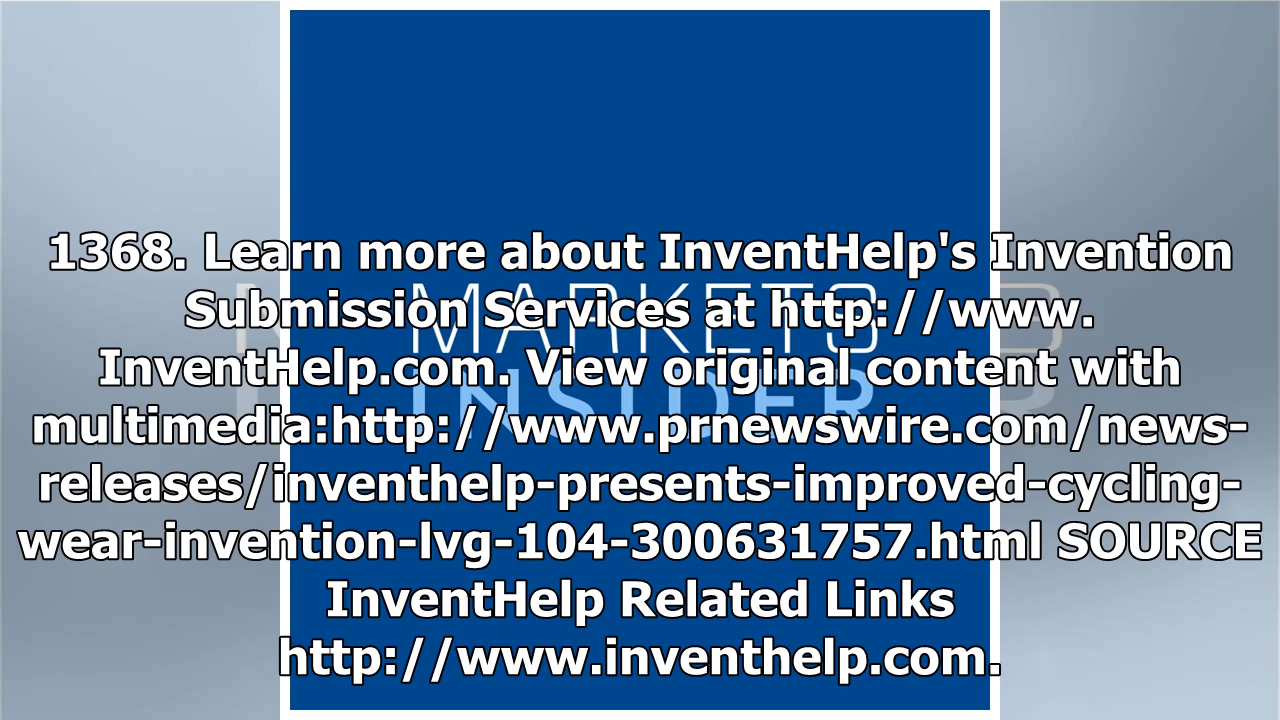 1368. Learn more about InventHelp's Invention
Submission Services at http://www.
InventHelp.com. View original content with
multimedia:http://www.prnewswire.com/news-
releases/inventhelp-presents-improved-cycling-
wear-invention-lvg-104-300631757.html SOURCE
InventHelp Related Links
http://www.inventhelp.com.
MARKETS
INSIDER